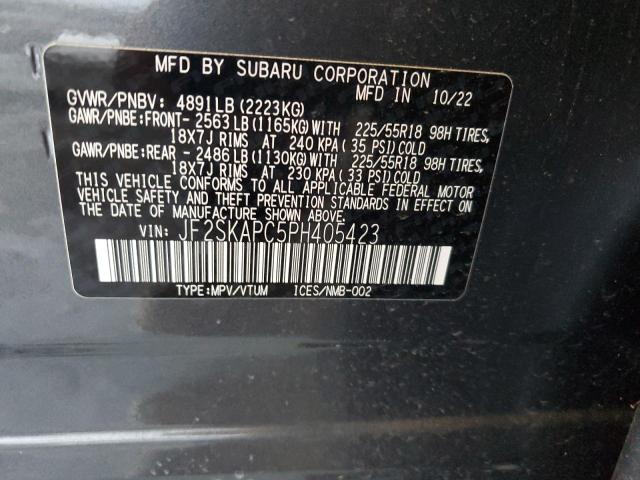 MFD BY SUBARU CORPORATION
MFD IN 10/22
GVWR/PNBV: 4891LB(2223KG)
GAWR/PNBE:FRONT- 2563LB(1165KG)WITH 225/55R18 98H TIRES,
18X7J RIMS AT 240 KPA(35 PSI)COLD
GAWR/PNBE:REAR - 2486LB(1130KG)WITH 225/55R18 98H TIRES,
18X7J RIMS AT 230 KPA(33 PSI)COLD
THIS VEHICLE CONFORMS TO ALL APPLICABLE FEDERAL MOTOR
VEHICLE SAFETY AND THEFT PREVENTION STANDARDS IN EFFECT ON
THE DATE OF MANUFACTURE SHOWN ABOVE.
VIN: JF2SKAPC5PH405423
TYPE:MPV/VTUM ICES/NMB-002